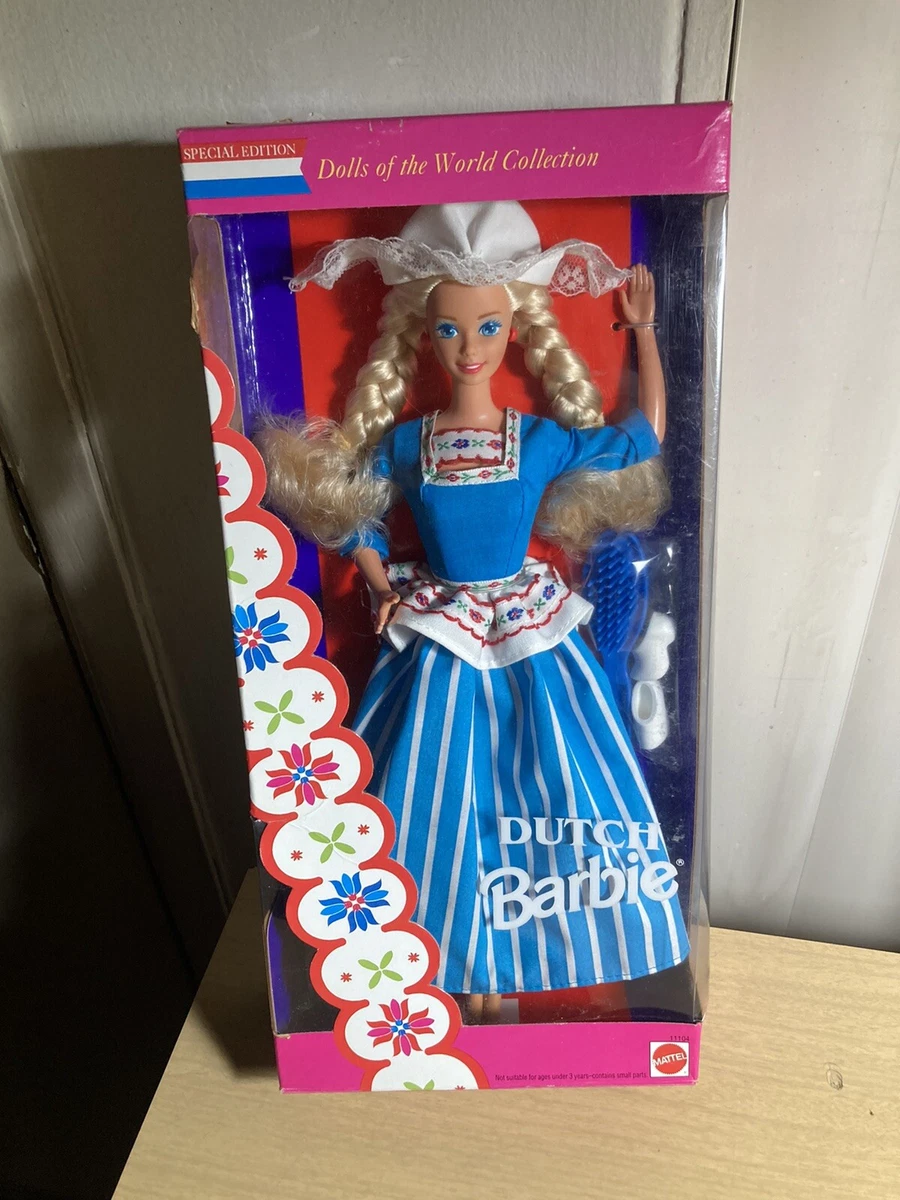 SPECIAL EDITION
Dolls of the World Collection
DUTCH
Barbie®
11104
MATTEL
Not suitable for ages under 3 years-contains small parts.